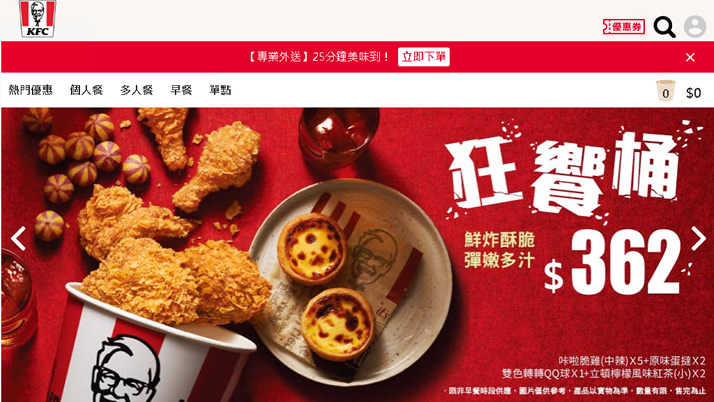 KFC
優惠券
【專業外送】25分鐘美味到！ 立即下單 ×
熱門優惠 個人餐 多人餐 早餐 單點
0 $0
狂饗桶
鮮炸酥脆
彈嫩多汁
$362
咔啦脆雞(中辣)X5+原味蛋撻X2
雙色轉轉QQ球X1+立頓檸檬風味紅茶(小)X2
．限非早餐時段供應，圖片僅供參考，產品以實物為準，數量有限，售完為止